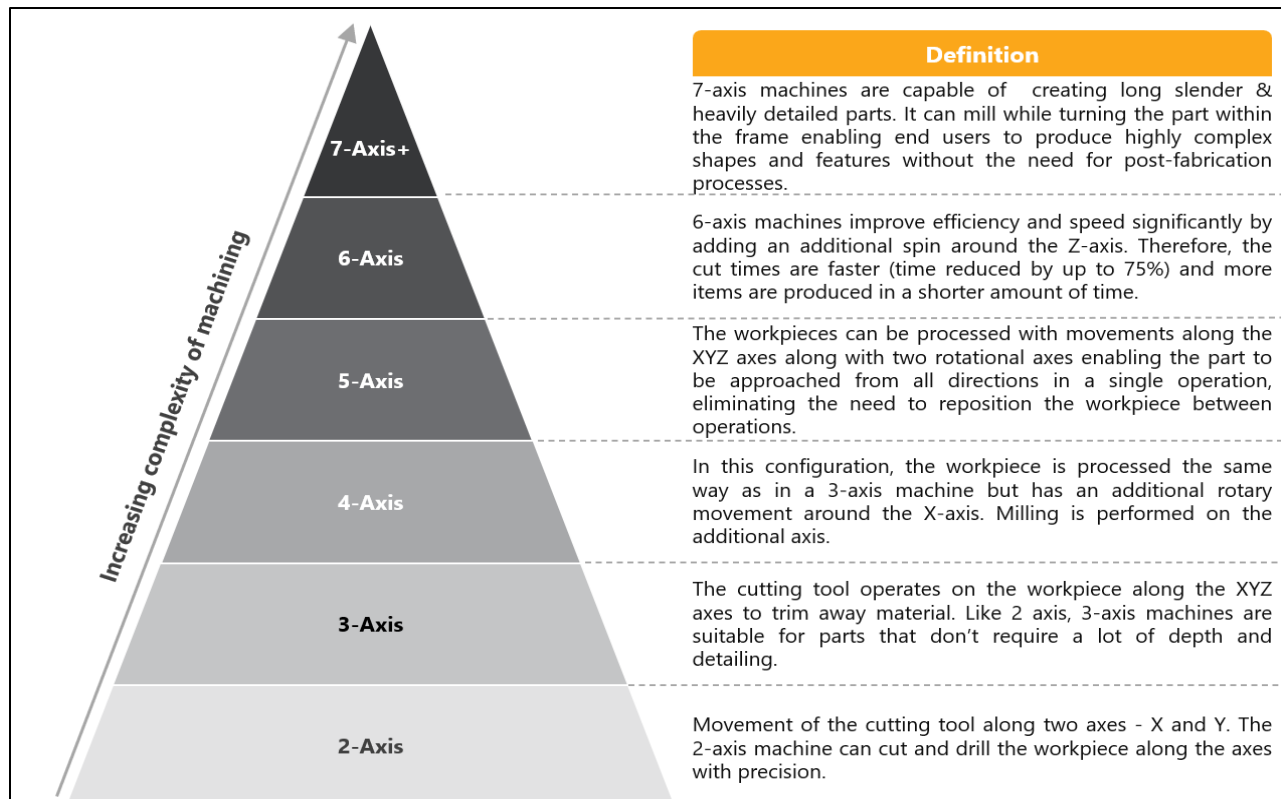 Increasing complexity of machining
Definition
7-Axis+
7-axis machines are capable of creating long slender &
heavily detailed parts. It can mill while turning the part within
the frame enabling end users to produce highly complex
shapes and features without the need for post-fabrication
processes.
6-Axis
6-axis machines improve efficiency and speed significantly by
adding an additional spin around the Z-axis. Therefore, the
cut times are faster (time reduced by up to 75%) and more
items are produced in a shorter amount of time.
5-Axis
The workpieces can be processed with movements along the
XYZ axes along with two rotational axes enabling the part to
be approached from all directions in a single operation,
eliminating the need to reposition the workpiece between
operations.
4-Axis
In this configuration, the workpiece is processed the same
way as in a 3-axis machine but has an additional rotary
movement around the X-axis. Milling is performed on the
additional axis.
3-Axis
The cutting tool operates on the workpiece along the XYZ
axes to trim away material. Like 2 axis, 3-axis machines are
suitable for parts that don’t require a lot of depth and
detailing.
2-Axis
Movement of the cutting tool along two axes - X and Y. The
2-axis machine can cut and drill the workpiece along the axes
with precision.